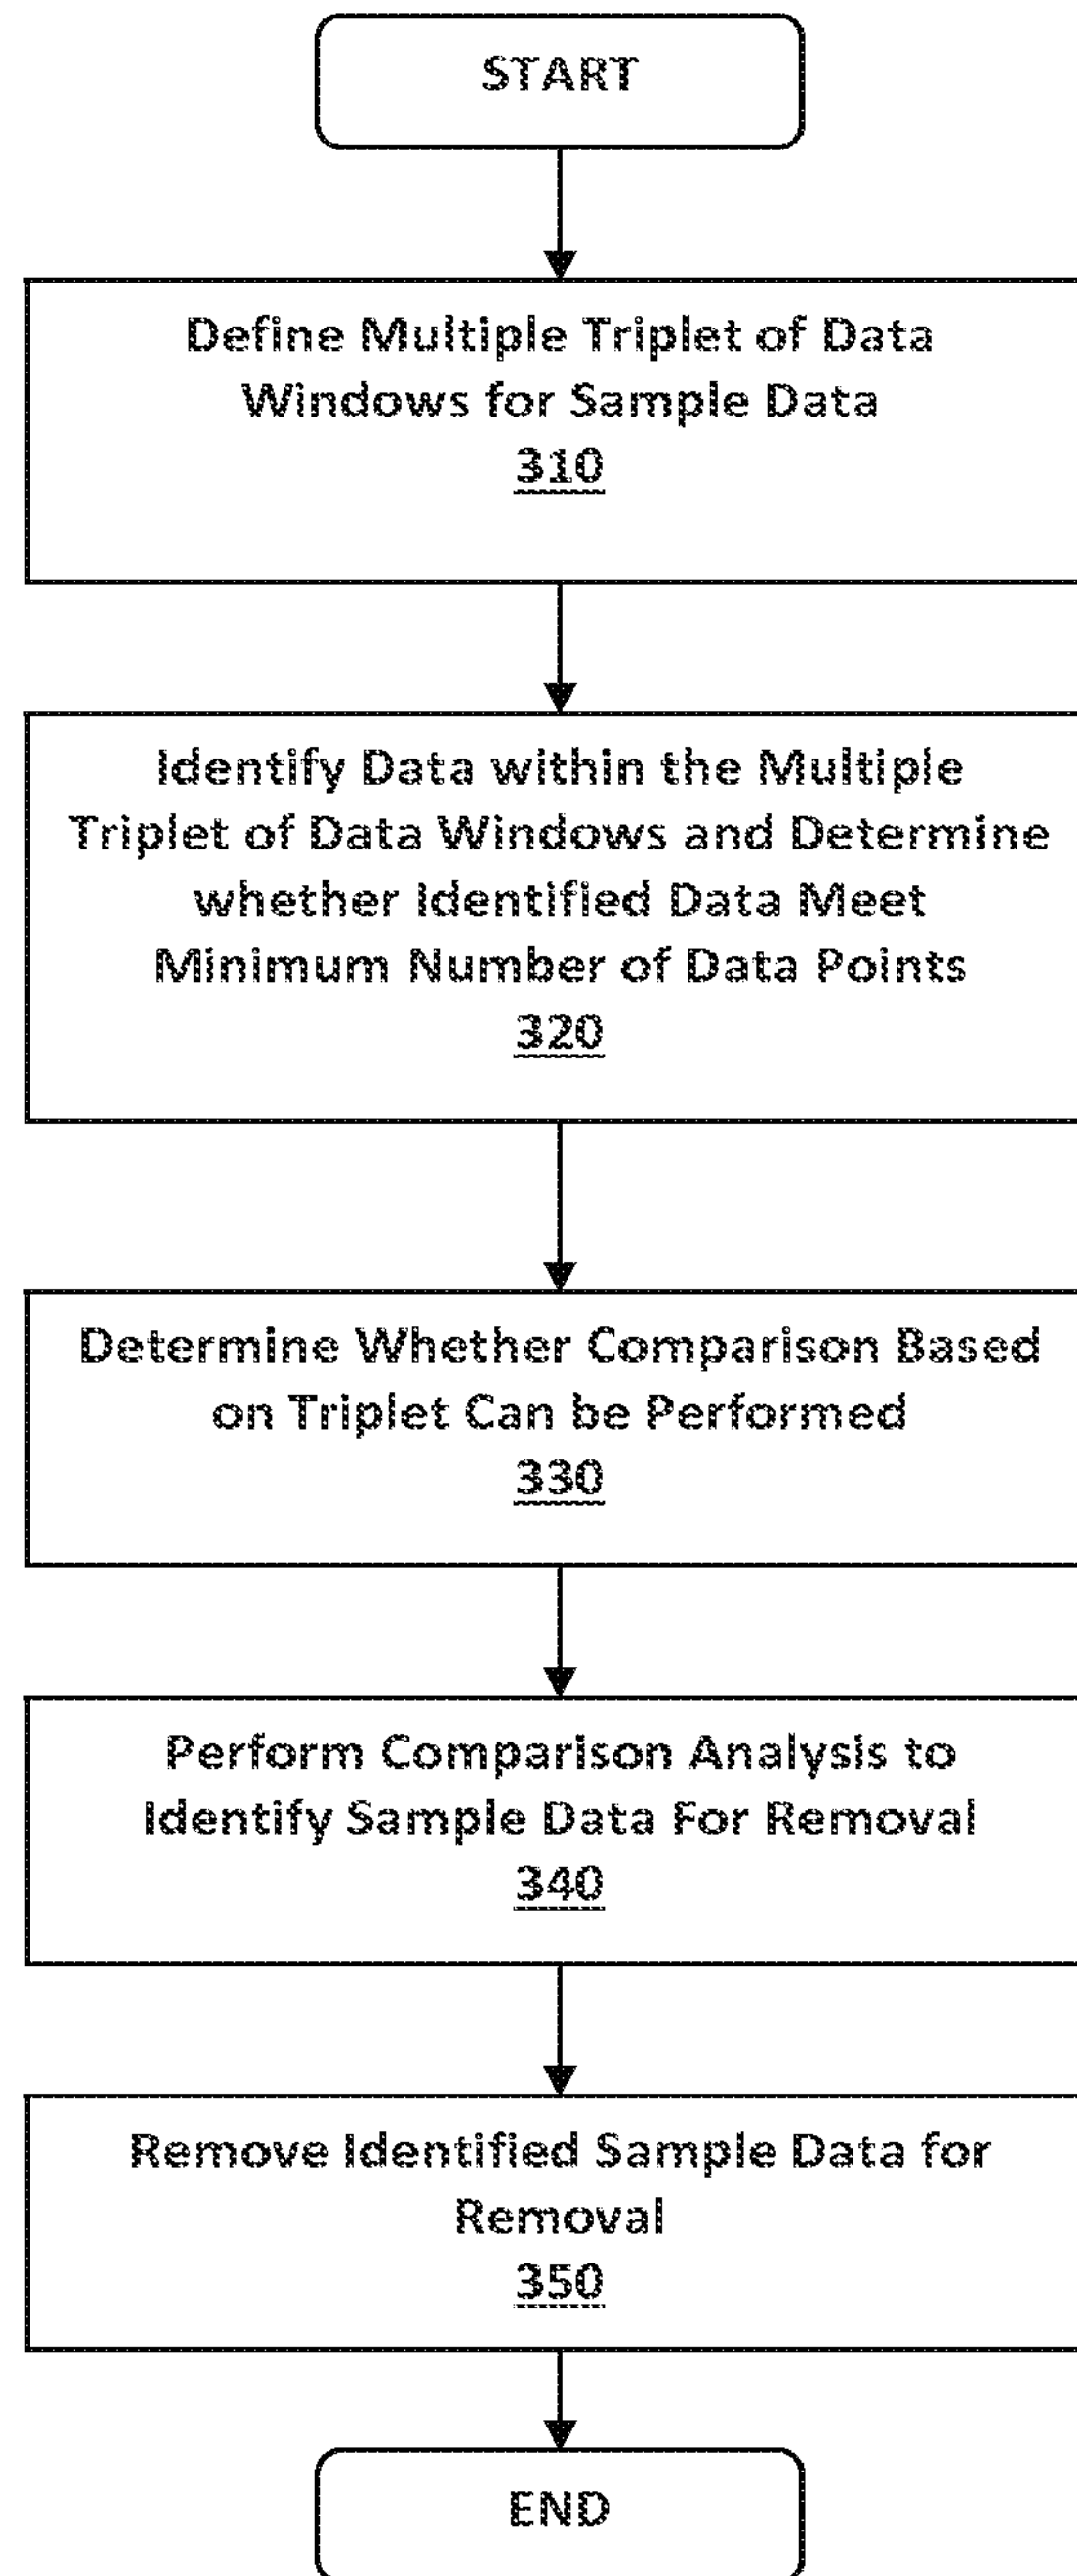 START
Define Multiple Triplet of Data
Windows for Sample Data
310
Identify Data within the Multiple
Triplet of Data Windows and Determine
whether Identified Data Meet
Minimum Number of Data Points
320
Determine Whether Comparison Based
on Triplet Can be Performed
330
Perform Comparison Analysis to
Identify Sample Data For Removal
340
Remove Identified Sample Data for
Removal
350
END